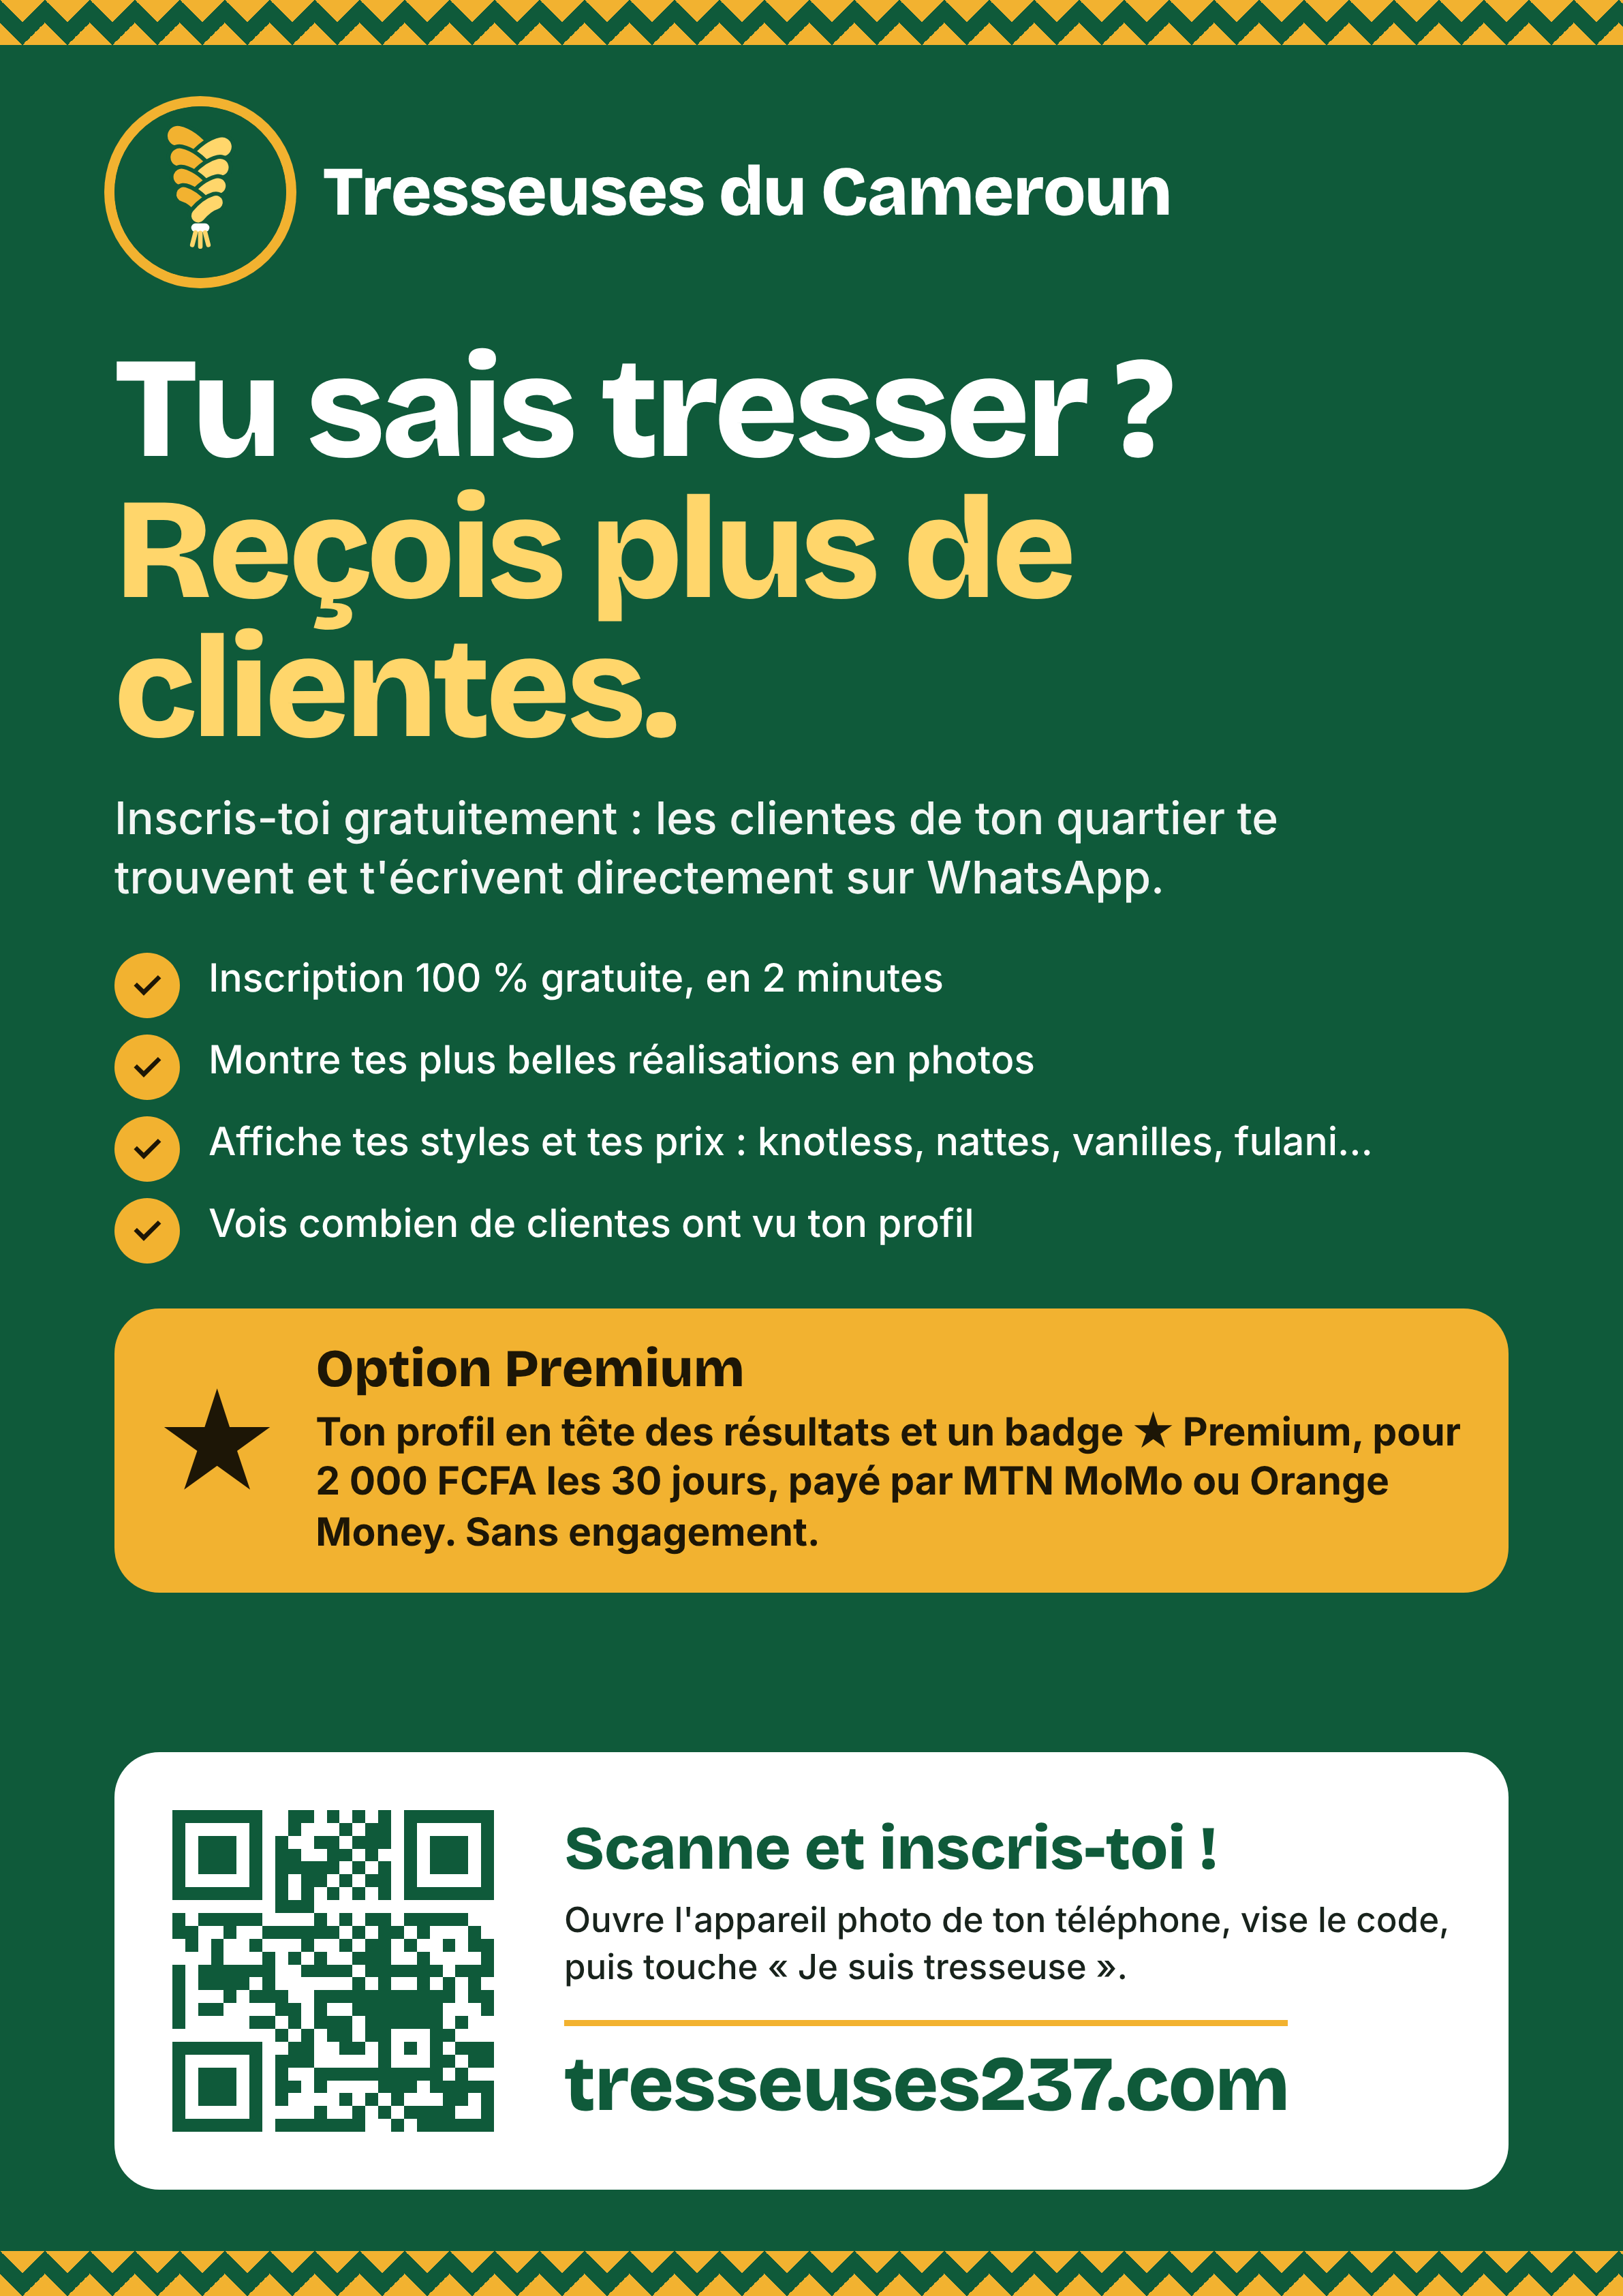 Tresseuses du Cameroun
Tu sais tresser ?
Reçois plus de
clientes.
Inscris-toi gratuitement : les clientes de ton quartier te
trouvent et t'écrivent directement sur WhatsApp.
Inscription 100 % gratuite, en 2 minutes
Montre tes plus belles réalisations en photos
Affiche tes styles et tes prix : knotless, nattes, vanilles, fulani...
Vois combien de clientes ont vu ton profil
Option Premium
Ton profil en tête des résultats et un badge ★ Premium, pour
2 000 FCFA les 30 jours, payé par MTN MoMo ou Orange
Money. Sans engagement.
Scanne et inscris-toi !
Ouvre l'appareil photo de ton téléphone, vise le code,
puis touche « Je suis tresseuse ».
tresseuses237.com